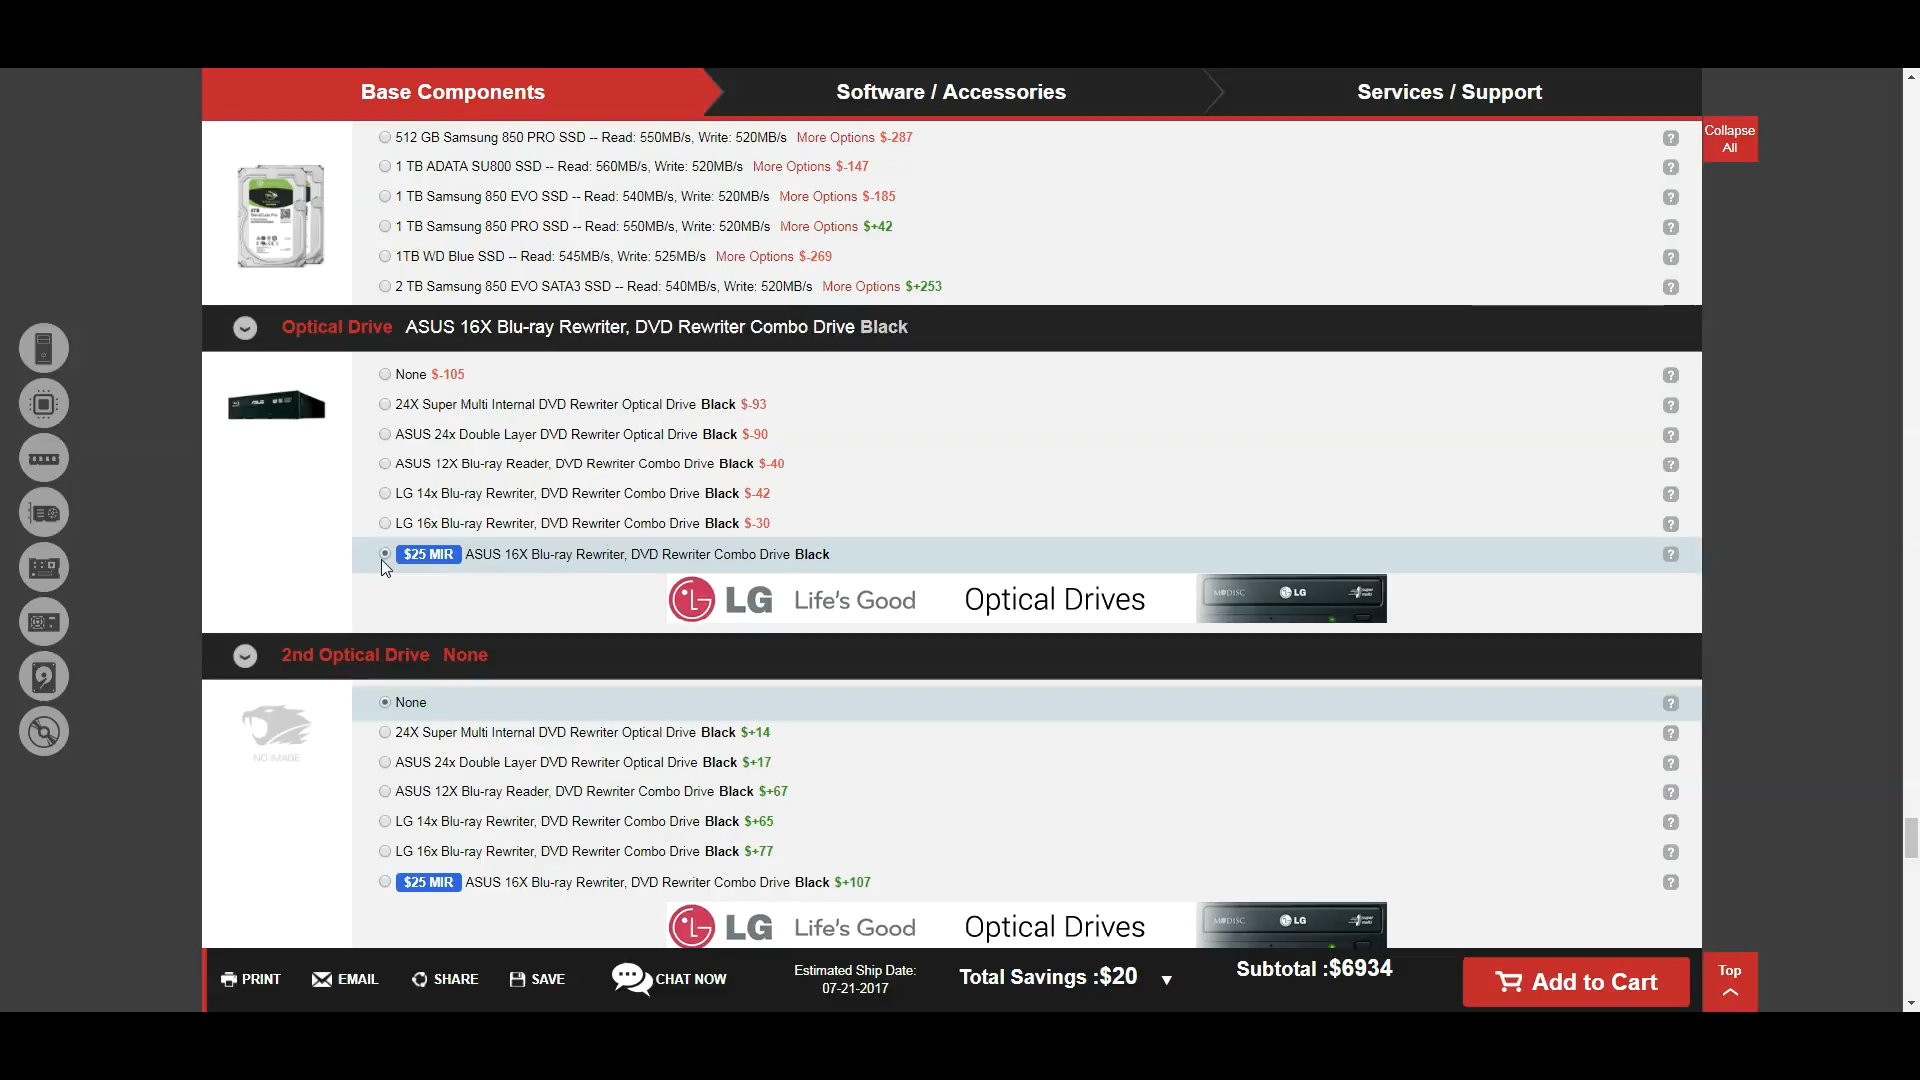 Base Components
Software / Accessories
Services / Support
Collapse
All
512 GB Samsung 850 PRO SSD -- Read: 550MB/s, Write: 520MB/s More Options $-287
1 TB ADATA SU800 SSD -- Read: 560MB/s, Write: 520MB/s More Options $-147
1 TB Samsung 850 EVO SSD -- Read: 540MB/s, Write: 520MB/s More Options $-185
1 TB Samsung 850 PRO SSD -- Read: 550MB/s, Write: 520MB/s More Options $+42
1TB WD Blue SSD -- Read: 545MB/s, Write: 525MB/s More Options $-269
2 TB Samsung 850 EVO SATA3 SSD -- Read: 540MB/s, Write: 520MB/s More Options $+253
Optical Drive ASUS 16X Blu-ray Rewriter, DVD Rewriter Combo Drive Black
None $-105
24X Super Multi Internal DVD Rewriter Optical Drive Black $-93
ASUS 24x Double Layer DVD Rewriter Optical Drive Black $-90
ASUS 12X Blu-ray Reader, DVD Rewriter Combo Drive Black $-40
LG 14x Blu-ray Rewriter, DVD Rewriter Combo Drive Black $-42
LG 16x Blu-ray Rewriter, DVD Rewriter Combo Drive Black $-30
$25 MIR ASUS 16X Blu-ray Rewriter, DVD Rewriter Combo Drive Black
LG Life's Good Optical Drives
2nd Optical Drive None
None
24X Super Multi Internal DVD Rewriter Optical Drive Black $+14
NO IMAGE
ASUS 24x Double Layer DVD Rewriter Optical Drive Black $+17
ASUS 12X Blu-ray Reader, DVD Rewriter Combo Drive Black $+67
LG 14x Blu-ray Rewriter, DVD Rewriter Combo Drive Black $+65
LG 16x Blu-ray Rewriter, DVD Rewriter Combo Drive Black $+77
$25 MIR ASUS 16X Blu-ray Rewriter, DVD Rewriter Combo Drive Black $+107
LG Life's Good Optical Drives
PRINT
EMAIL
SHARE
SAVE
CHAT NOW
Estimated Ship Date:
07-21-2017
Total Savings :$20
Subtotal :$6934
Add to Cart
Top